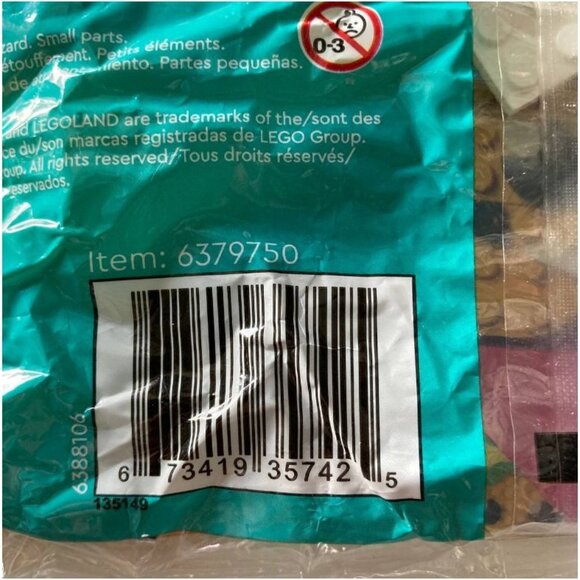 zard. Small parts.
étouffement. Petits éléments.
de Partes pequeñas.
0-3
and LEGOLAND are trademarks of the/sont des
ce du/son marcas registradas de LEGO Group.
oup. All rights reserved/Tous droits réservés/
reservados.
Item: 6379750
6388106
6 73419 35742 5
135149